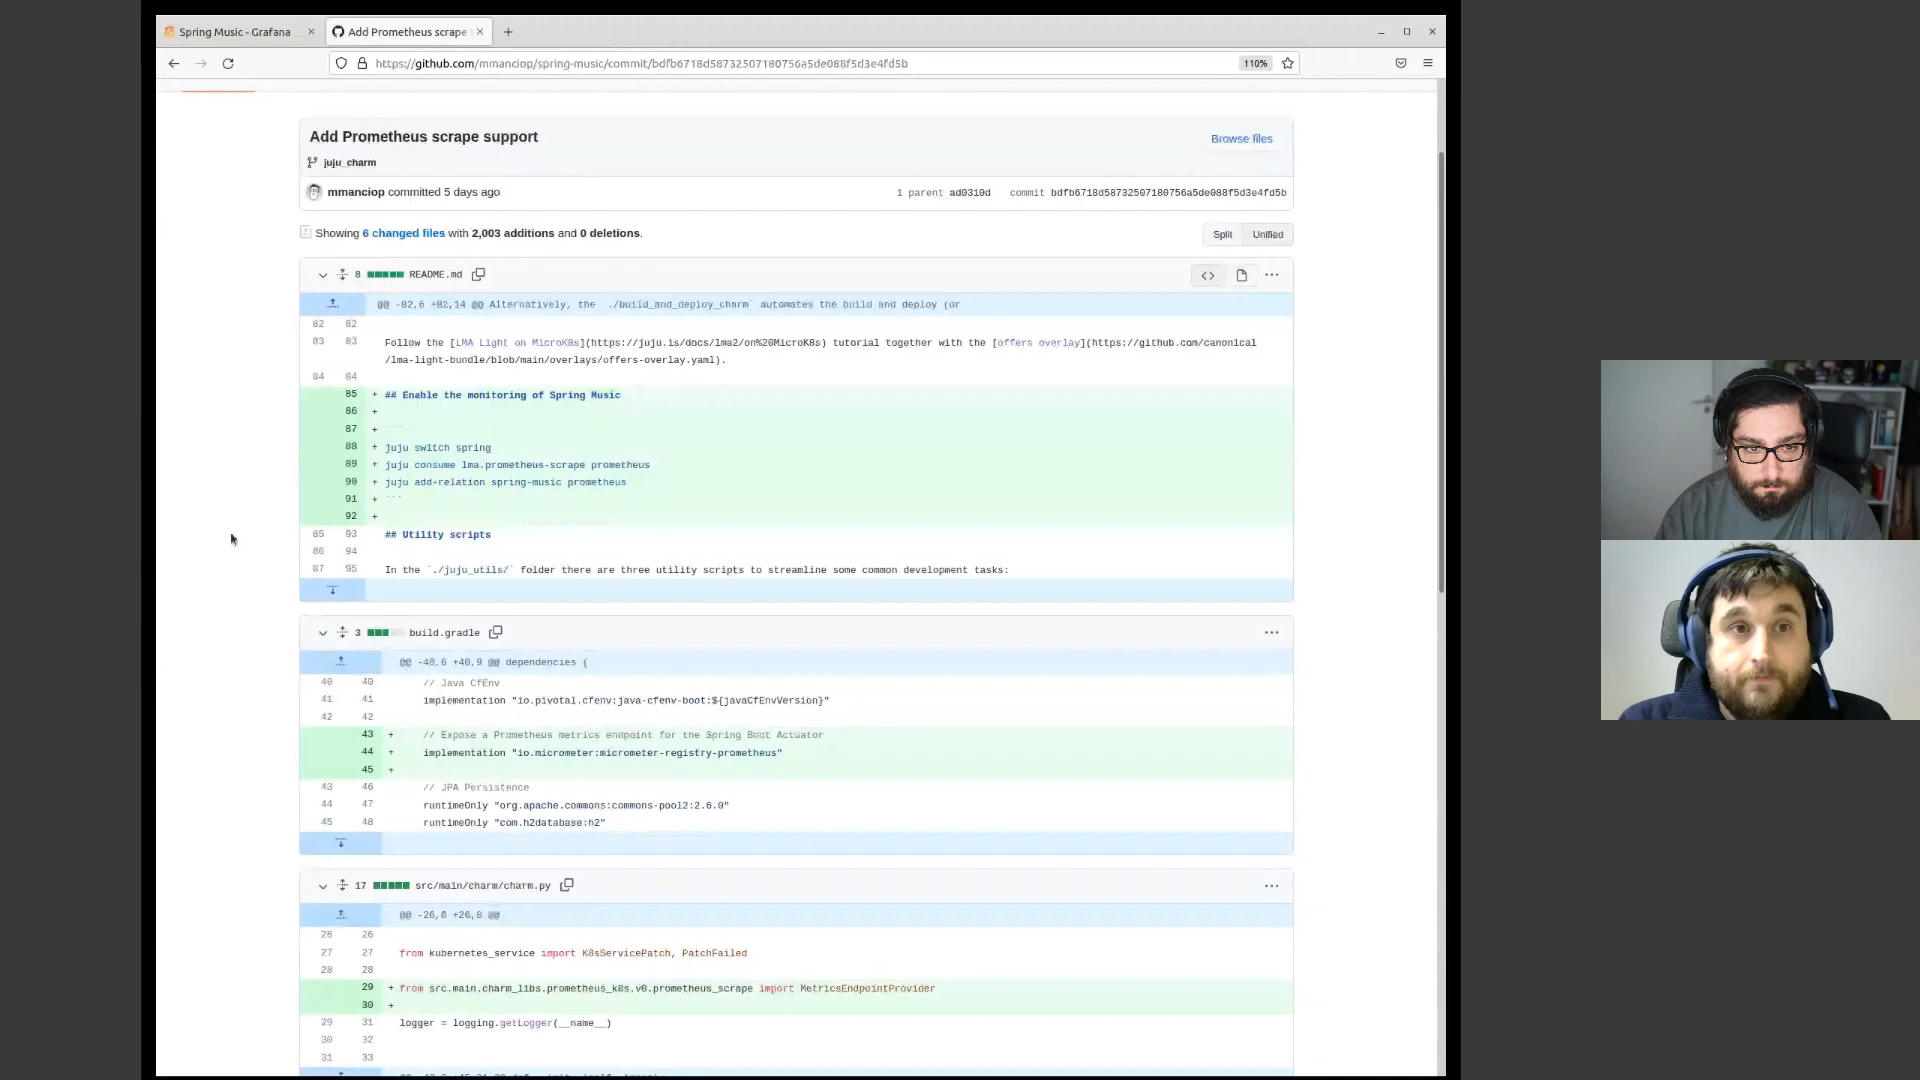 Spring Music - Grafana
Add Prometheus scrape
https://github.com/mmanciop/spring-music/commit/bdfb6718d58732507180756a5de088f5d3e4fd5b
110%
Add Prometheus scrape support
Browse files
juju_charm
mmanciop committed 5 days ago
1 parent ad0310d commit bdfb6718d58732507180756a5de088f5d3e4fd5b
Showing 6 changed files with 2,003 additions and 0 deletions.
Split Unified
8 README.md
@@ -82,6 +82,14 @@ Alternatively, the `./build_and_deploy_charm` automates the build and deploy (or
82 82
83 83 Follow the [LMA Light on MicroK8s](https://juju.is/docs/lma2/on%20MicroK8s) tutorial together with the [offers overlay](https://github.com/canonical
/lma-light-bundle/blob/main/overlays/offers-overlay.yaml).
84 84
85 + ## Enable the monitoring of Spring Music
86 +
87 + ```
88 + juju switch spring
89 + juju consume lma.prometheus-scrape prometheus
90 + juju add-relation spring-music prometheus
91 + ```
92 +
85 93 ## Utility scripts
86 94
87 95 In the `./juju_utils/` folder there are three utility scripts to streamline some common development tasks:
3 build.gradle
@@ -40,6 +40,9 @@ dependencies {
40 40 // Java CfEnv
41 41 implementation "io.pivotal.cfenv:java-cfenv-boot:${javaCfEnvVersion}"
42 42
43 + // Expose a Prometheus metrics endpoint for the Spring Boot Actuator
44 + implementation "io.micrometer:micrometer-registry-prometheus"
45 +
43 46 // JPA Persistence
44 47 runtimeOnly "org.apache.commons:commons-pool2:2.6.0"
45 48 runtimeOnly "com.h2database:h2"
17 src/main/charm/charm.py
@@ -26,6 +26,8 @@
26 26
27 27 from kubernetes_service import K8sServicePatch, PatchFailed
28 28
29 + from src.main.charm_libs.prometheus_k8s.v0.prometheus_scrape import MetricsEndpointProvider
30 +
29 31 logger = logging.getLogger(__name__)
30 32
31 33